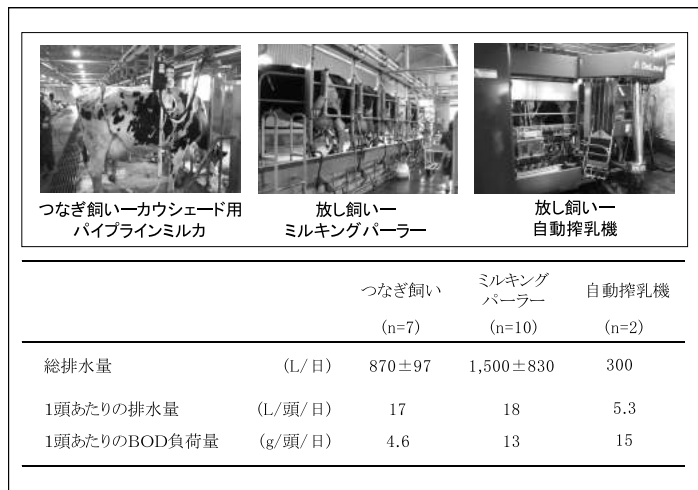 つなぎ飼いーカウシェード用
パイプラインミルカ
放し飼いー
ミルキングパーラー
放し飼いー
自動搾乳機
つなぎ飼い ミルキングパーラー 自動搾乳機
(n=7) (n=10) (n=2)
総排水量 (L/日) 870±97 1,500±830 300
1頭あたりの排水量 (L/頭/日) 17 18 5.3
1頭あたりのBOD負荷量 (g/頭/日) 4.6 13 15